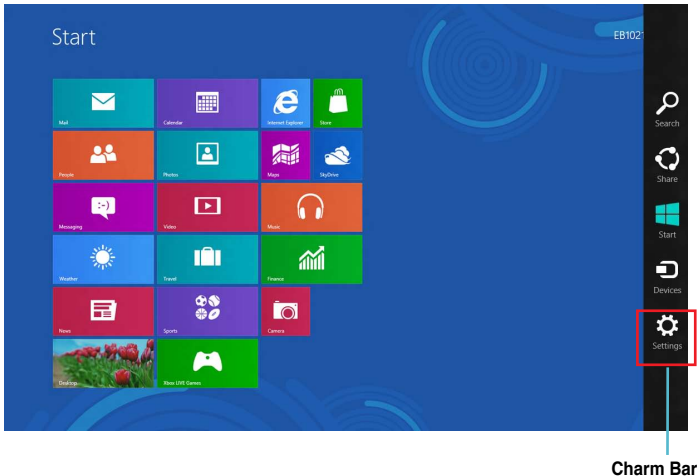 Start
EB1021
Mail
Calendar
Internet Explorer
Store
People
Photos
Maps
SkyDrive
Messaging
:-)
Video
Music
Weather
Travel
Finance
News
Sports
Camera
Desktop
Xbox LIVE Games
Search
Share
Start
Devices
Settings
Charm Bar